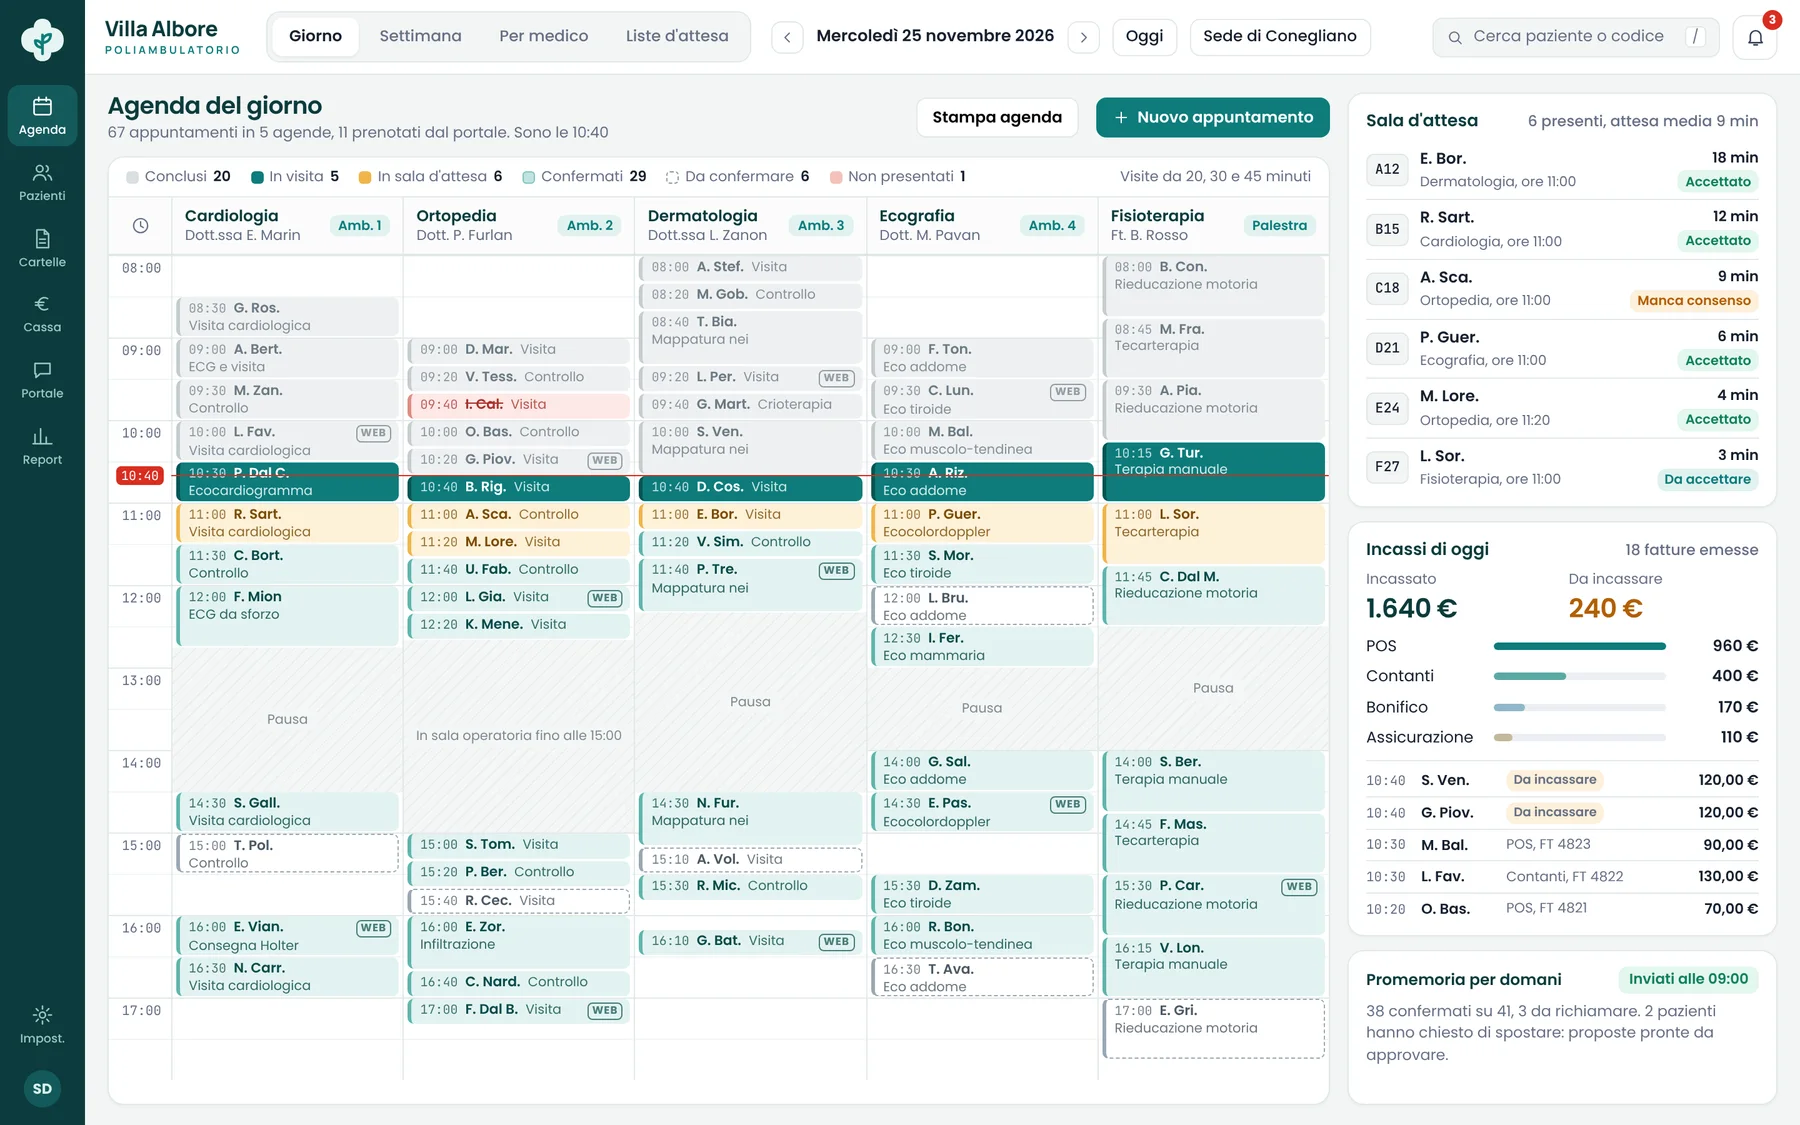 Villa Albore
POLIAMBULATORIO
Giorno
Settimana
Per medico
Liste d'attesa
Mercoledì 25 novembre 2026
Oggi
Sede di Conegliano
Cerca paziente o codice
/
3
Agenda
Pazienti
Cartelle
Cassa
Portale
Report
Impost.
SD
Agenda del giorno
67 appuntamenti in 5 agende, 11 prenotati dal portale. Sono le 10:40
Stampa agenda
+ Nuovo appuntamento
Conclusi 20
In visita 5
In sala d'attesa 6
Confermati 29
Da confermare 6
Non presentati 1
Visite da 20, 30 e 45 minuti
Cardiologia
Dott.ssa E. Marin
Amb. 1
Ortopedia
Dott. P. Furlan
Amb. 2
Dermatologia
Dott.ssa L. Zanon
Amb. 3
Ecografia
Dott. M. Pavan
Amb. 4
Fisioterapia
Ft. B. Rosso
Palestra
08:00
09:00
10:00
10:40
11:00
12:00
13:00
14:00
15:00
16:00
17:00
08:30 G. Ros.
Visita cardiologica
09:00 A. Bert.
ECG e visita
09:30 M. Zan.
Controllo
10:00 L. Fav. WEB
Visita cardiologica
10:30 P. Dal C.
Ecocardiogramma
11:00 R. Sart.
Visita cardiologica
11:30 C. Bort.
Controllo
12:00 F. Mion
ECG da sforzo
Pausa
14:30 S. Gall.
Visita cardiologica
15:00 T. Pol.
Controllo
16:00 E. Vian. WEB
Consegna Holter
16:30 N. Carr.
Visita cardiologica
09:00 D. Mar. Visita
09:20 V. Tess. Controllo
09:40 I. Cal. Visita
10:00 O. Bas. Controllo
10:20 G. Piov. Visita WEB
10:40 B. Rig. Visita
11:00 A. Sca. Controllo
11:20 M. Lore. Visita
11:40 U. Fab. Controllo
12:00 L. Gia. Visita WEB
12:20 K. Mene. Visita
In sala operatoria fino alle 15:00
15:00 S. Tom. Visita
15:20 P. Ber. Controllo
15:40 R. Cec. Visita
16:00 E. Zor.
Infiltrazione
16:40 C. Nard. Controllo
17:00 F. Dal B. Visita WEB
08:00 A. Stef. Visita
08:20 M. Gob. Controllo
08:40 T. Bia.
Mappatura nei
09:20 L. Per. Visita WEB
09:40 G. Mart. Crioterapia
10:00 S. Ven.
Mappatura nei
10:40 D. Cos. Visita
11:00 E. Bor. Visita
11:20 V. Sim. Controllo
11:40 P. Tre. WEB
Mappatura nei
Pausa
14:30 N. Fur.
Mappatura nei
15:10 A. Vol. Visita
15:30 R. Mic. Controllo
16:10 G. Bat. Visita WEB
09:00 F. Ton.
Eco addome
09:30 C. Lun. WEB
Eco tiroide
10:00 M. Bal.
Eco muscolo-tendinea
10:30 A. Riz.
Eco addome
11:00 P. Guer.
Ecocolordoppler
11:30 S. Mor.
Eco tiroide
12:00 L. Bru.
Eco addome
12:30 I. Fer.
Eco mammaria
Pausa
14:00 G. Sal.
Eco addome
14:30 E. Pas. WEB
Ecocolordoppler
15:30 D. Zam.
Eco tiroide
16:00 R. Bon.
Eco muscolo-tendinea
16:30 T. Ava.
Eco addome
08:00 B. Con.
Rieducazione motoria
08:45 M. Fra.
Tecarterapia
09:30 A. Pia.
Rieducazione motoria
10:15 G. Tur.
Terapia manuale
11:00 L. Sor.
Tecarterapia
11:45 C. Dal M.
Rieducazione motoria
Pausa
14:00 S. Ber.
Terapia manuale
14:45 F. Mas.
Tecarterapia
15:30 P. Car. WEB
Rieducazione motoria
16:15 V. Lon.
Terapia manuale
17:00 E. Gri.
Rieducazione motoria
Sala d'attesa
6 presenti, attesa media 9 min
A12
E. Bor.
18 min
Dermatologia, ore 11:00
Accettato
B15
R. Sart.
12 min
Cardiologia, ore 11:00
Accettato
C18
A. Sca.
9 min
Ortopedia, ore 11:00
Manca consenso
D21
P. Guer.
6 min
Ecografia, ore 11:00
Accettato
E24
M. Lore.
4 min
Ortopedia, ore 11:20
Accettato
F27
L. Sor.
3 min
Fisioterapia, ore 11:00
Da accettare
Incassi di oggi
18 fatture emesse
Incassato
Da incassare
1.640 €
240 €
POS 960 €
Contanti 400 €
Bonifico 170 €
Assicurazione 110 €
10:40 S. Ven. Da incassare 120,00 €
10:40 G. Piov. Da incassare 120,00 €
10:30 M. Bal. POS, FT 4823 90,00 €
10:30 L. Fav. Contanti, FT 4822 130,00 €
10:20 O. Bas. POS, FT 4821 70,00 €
Promemoria per domani
Inviati alle 09:00
38 confermati su 41, 3 da richiamare. 2 pazienti
hanno chiesto di spostare: proposte pronte da
approvare.